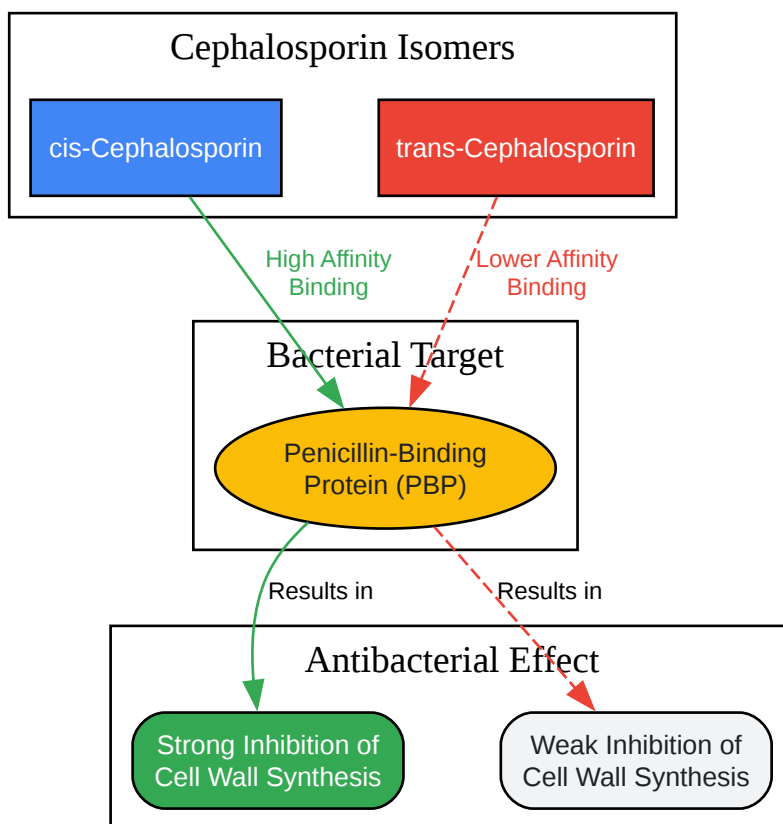 Cephalosporin Isomers
cis-Cephalosporin
trans-Cephalosporin
High Affinity
Binding
Lower Affinity
Binding
Bacterial Target
Penicillin-Binding
Protein (PBP)
Results in
Results in
Antibacterial Effect
Strong Inhibition of
Cell Wall Synthesis
Weak Inhibition of
Cell Wall Synthesis